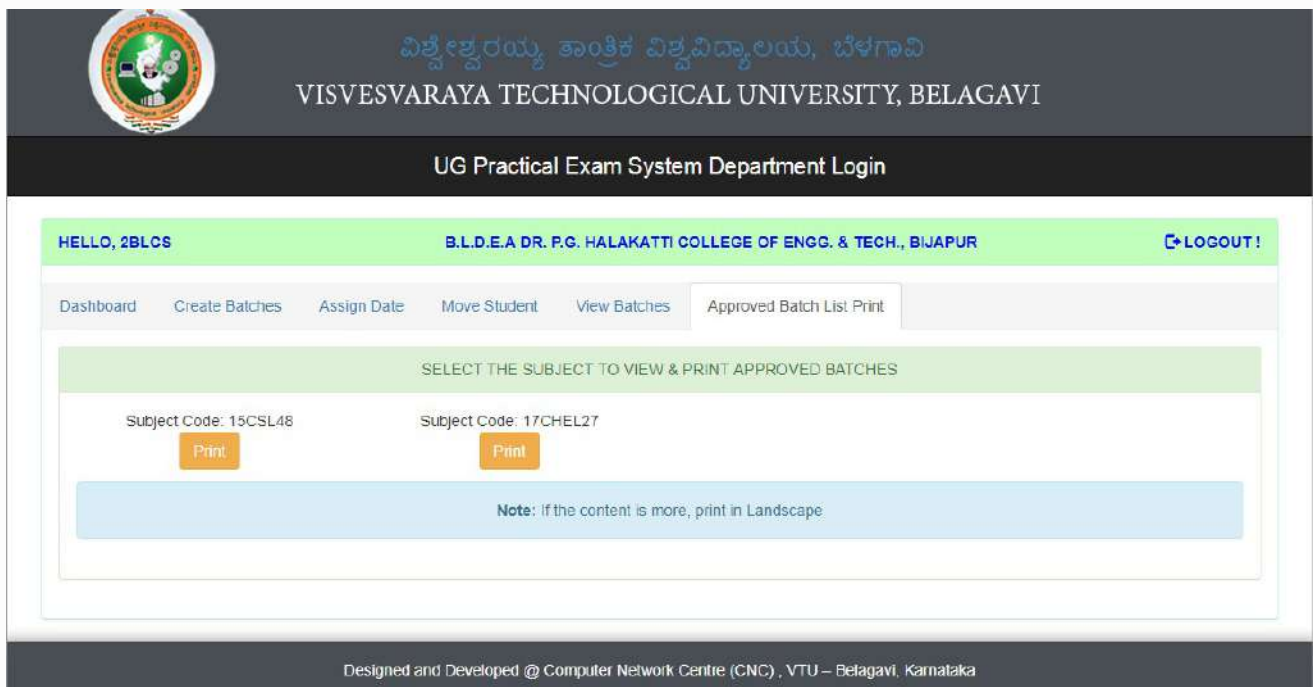 ವಿಶ್ವೇಶ್ವರಯ್ಯ ತಾಂತ್ರಿಕ ವಿಶ್ವವಿದ್ಯಾಲಯ, ಬೆಳಗಾವಿ
VISVESVARAYA TECHNOLOGICAL UNIVERSITY, BELAGAVI
UG Practical Exam System Department Login
HELLO, 2BLCS B.L.D.E.A DR. P.G. HALAKATTI COLLEGE OF ENGG. & TECH., BIJAPUR LOGOUT !
Dashboard Create Batches Assign Date Move Student View Batches Approved Batch List Print
SELECT THE SUBJECT TO VIEW & PRINT APPROVED BATCHES
Subject Code: 15CSL48 Subject Code: 17CHEL27
Print Print
Note: If the content is more, print in Landscape
Designed and Developed @ Computer Network Centre (CNC) , VTU – Belagavi, Karnataka